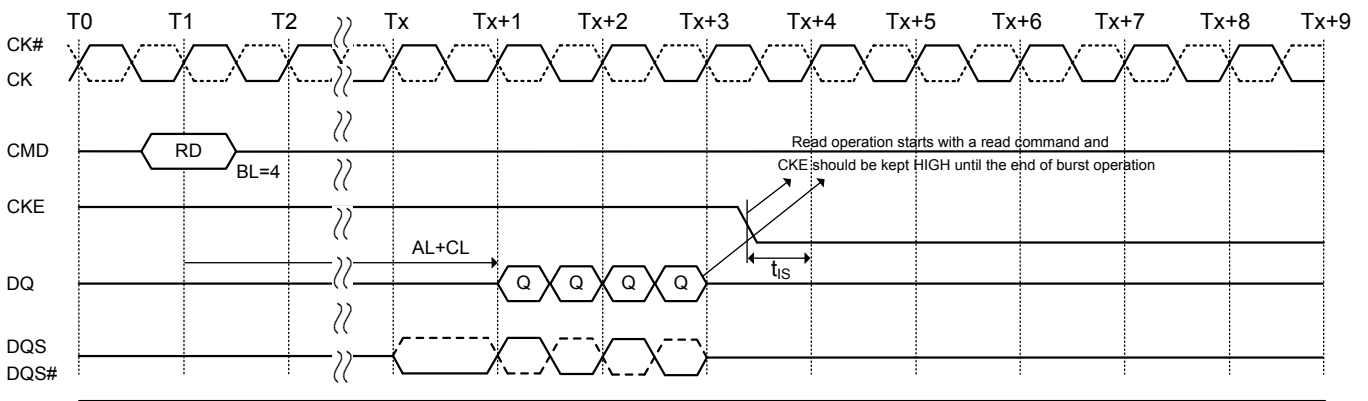 T0 T1 T2 Tx Tx+1 Tx+2 Tx+3 Tx+4 Tx+5 Tx+6 Tx+7 Tx+8 Tx+9
CK#
CK
CMD RD Read operation starts with a read command and
BL=4 CKE should be kept HIGH until the end of burst operation
CKE
AL+CL
tIS
DQ Q Q Q Q
DQS
DQS#